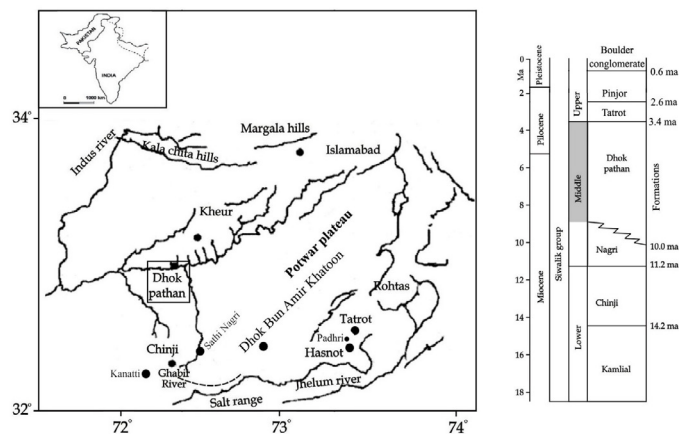 PAKISTAN
INDIA
0 1000 km
34°
32°
72°
73°
74°
Indus river
Kala chita hills
Margala hills
Islamabad
Kheur
Potwar plateau
Dhok
pathan
Dhok Bun Amir Khatoon
Rohtas
Sathi Nagri
Tatrot
Padhri
Hasnot
Chinji
Ghabir
River
Kanatti
Jhelum river
Salt range
Ma
0
2
4
6
8
10
12
14
16
18
Pleistocene
Pilocene
Miocene
Siwalik group
Upper
Middle
Lower
Boulder
conglomerate
0.6 ma
Pinjor
2.6 ma
Tatrot
3.4 ma
Dhok
pathan
Formations
Nagri
10.0 ma
11.2 ma
Chinji
14.2 ma
Kamlial